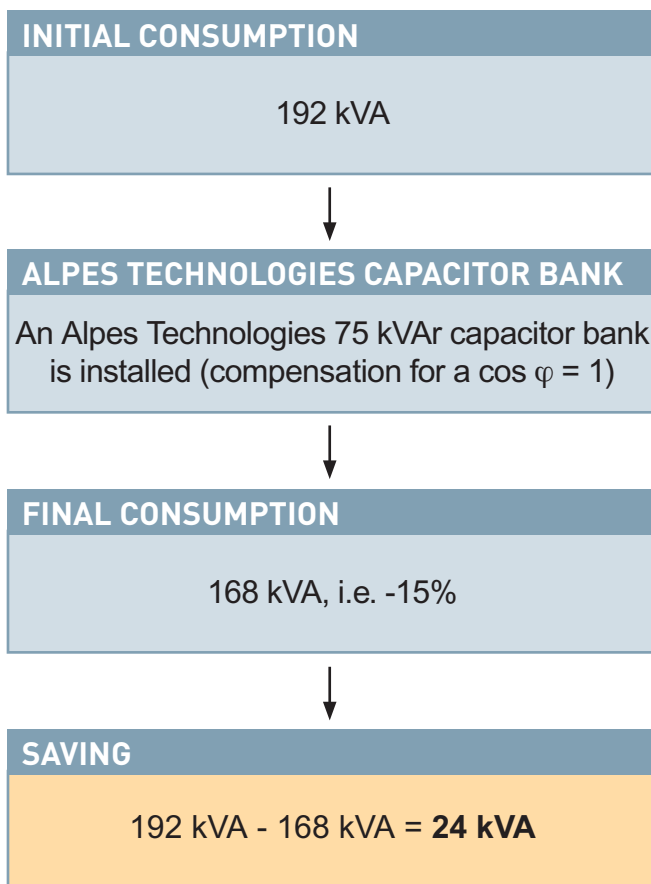 INITIAL CONSUMPTION
192 kVA
ALPES TECHNOLOGIES CAPACITOR BANK
An Alpes Technologies 75 kVAr capacitor bank
is installed (compensation for a cos φ = 1)
FINAL CONSUMPTION
168 kVA, i.e. -15%
SAVING
192 kVA - 168 kVA = 24 kVA